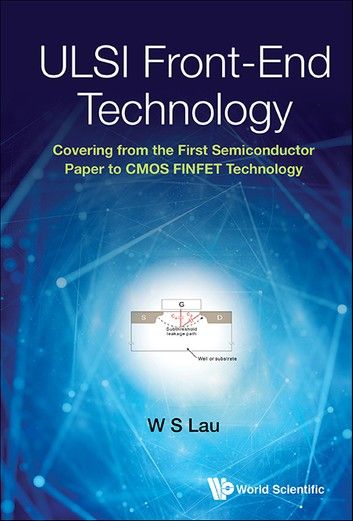 ULSI Front-End
Technology
Covering from the First Semiconductor
Paper to CMOS FINFET Technology
G
S
D
Subthreshold
leakage path
Well or substrate
W S Lau
World Scientific